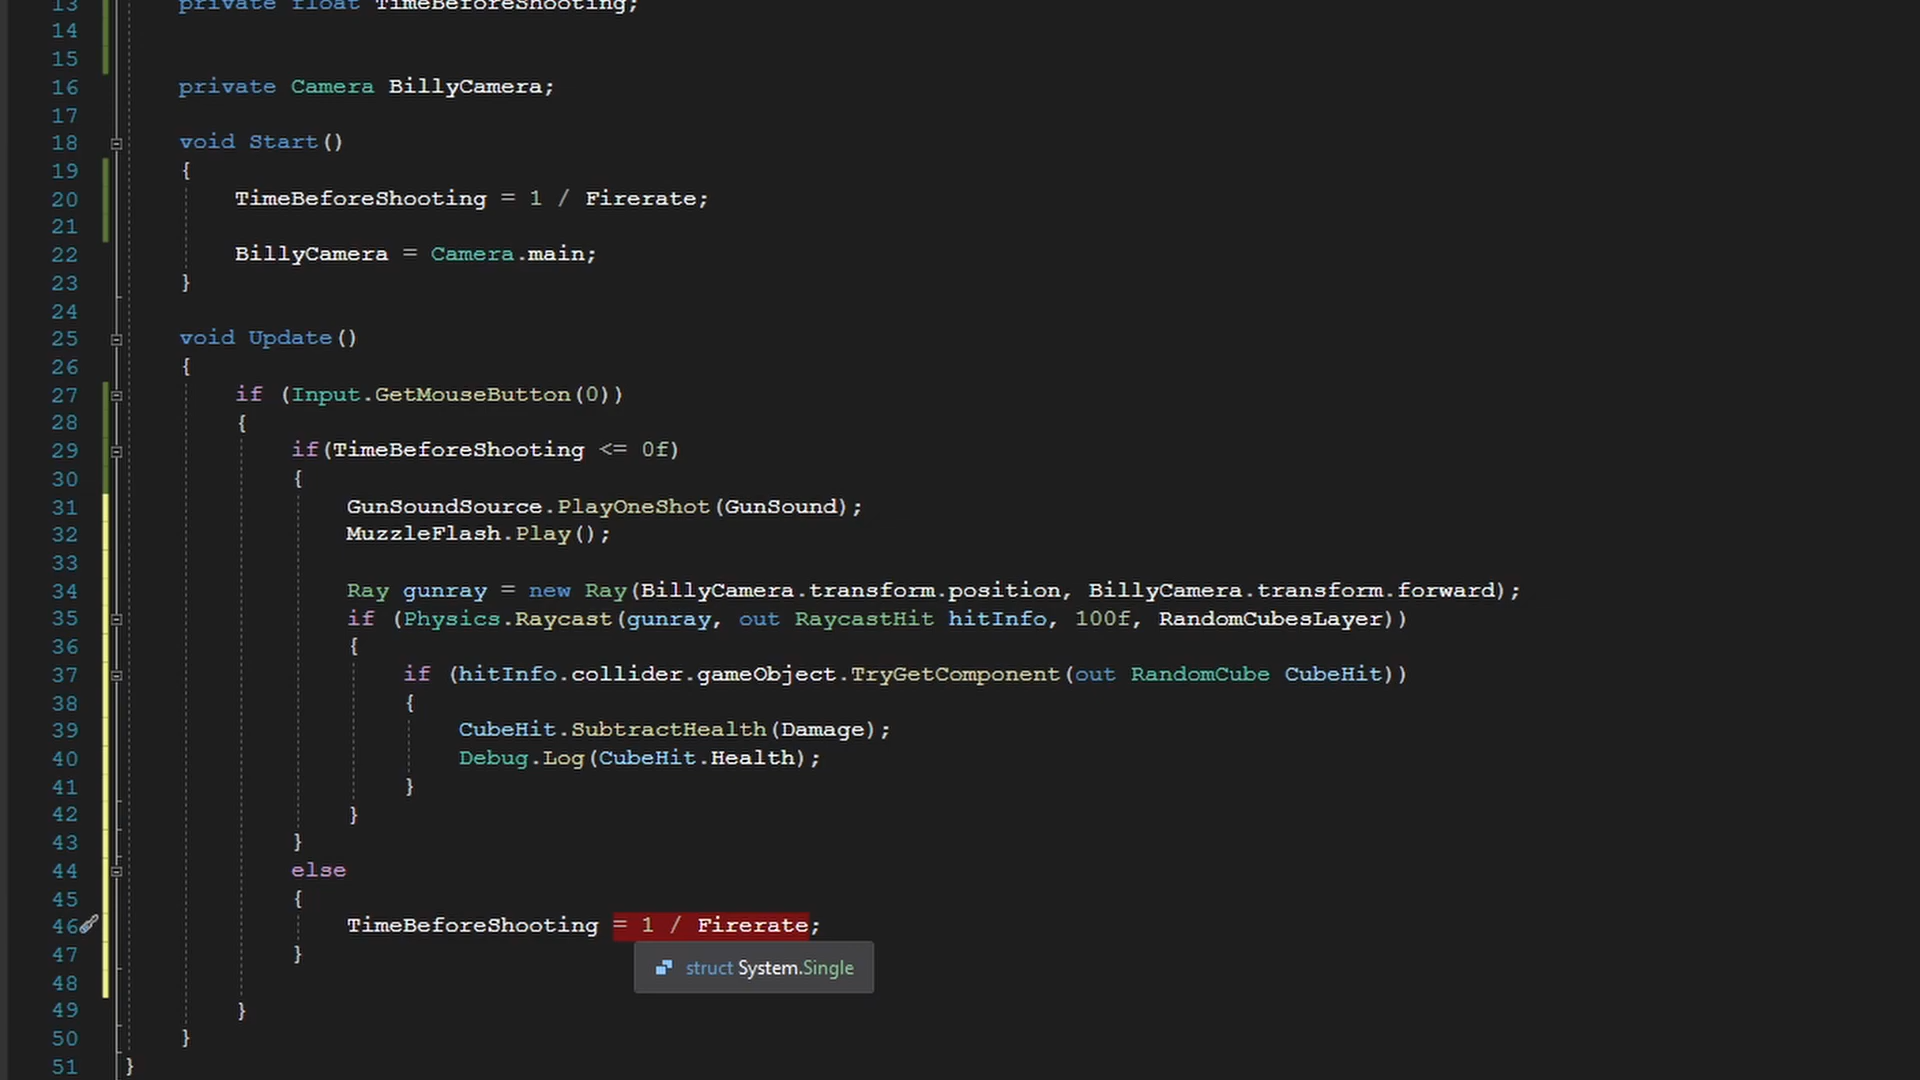 13 private float TimeBeforeShooting;
14
15
16 private Camera BillyCamera;
17
18 void Start()
19 {
20 TimeBeforeShooting = 1 / Firerate;
21
22 BillyCamera = Camera.main;
23 }
24
25 void Update()
26 {
27 if (Input.GetMouseButton(0))
28 {
29 if(TimeBeforeShooting <= 0f)
30 {
31 GunSoundSource.PlayOneShot(GunSound);
32 MuzzleFlash.Play();
33
34 Ray gunray = new Ray(BillyCamera.transform.position, BillyCamera.transform.forward);
35 if (Physics.Raycast(gunray, out RaycastHit hitInfo, 100f, RandomCubesLayer))
36 {
37 if (hitInfo.collider.gameObject.TryGetComponent(out RandomCube CubeHit))
38 {
39 CubeHit.SubtractHealth(Damage);
40 Debug.Log(CubeHit.Health);
41 }
42 }
43 }
44 else
45 {
46 TimeBeforeShooting = 1 / Firerate;
47 }
struct System.Single
48
49 }
50 }
51 }